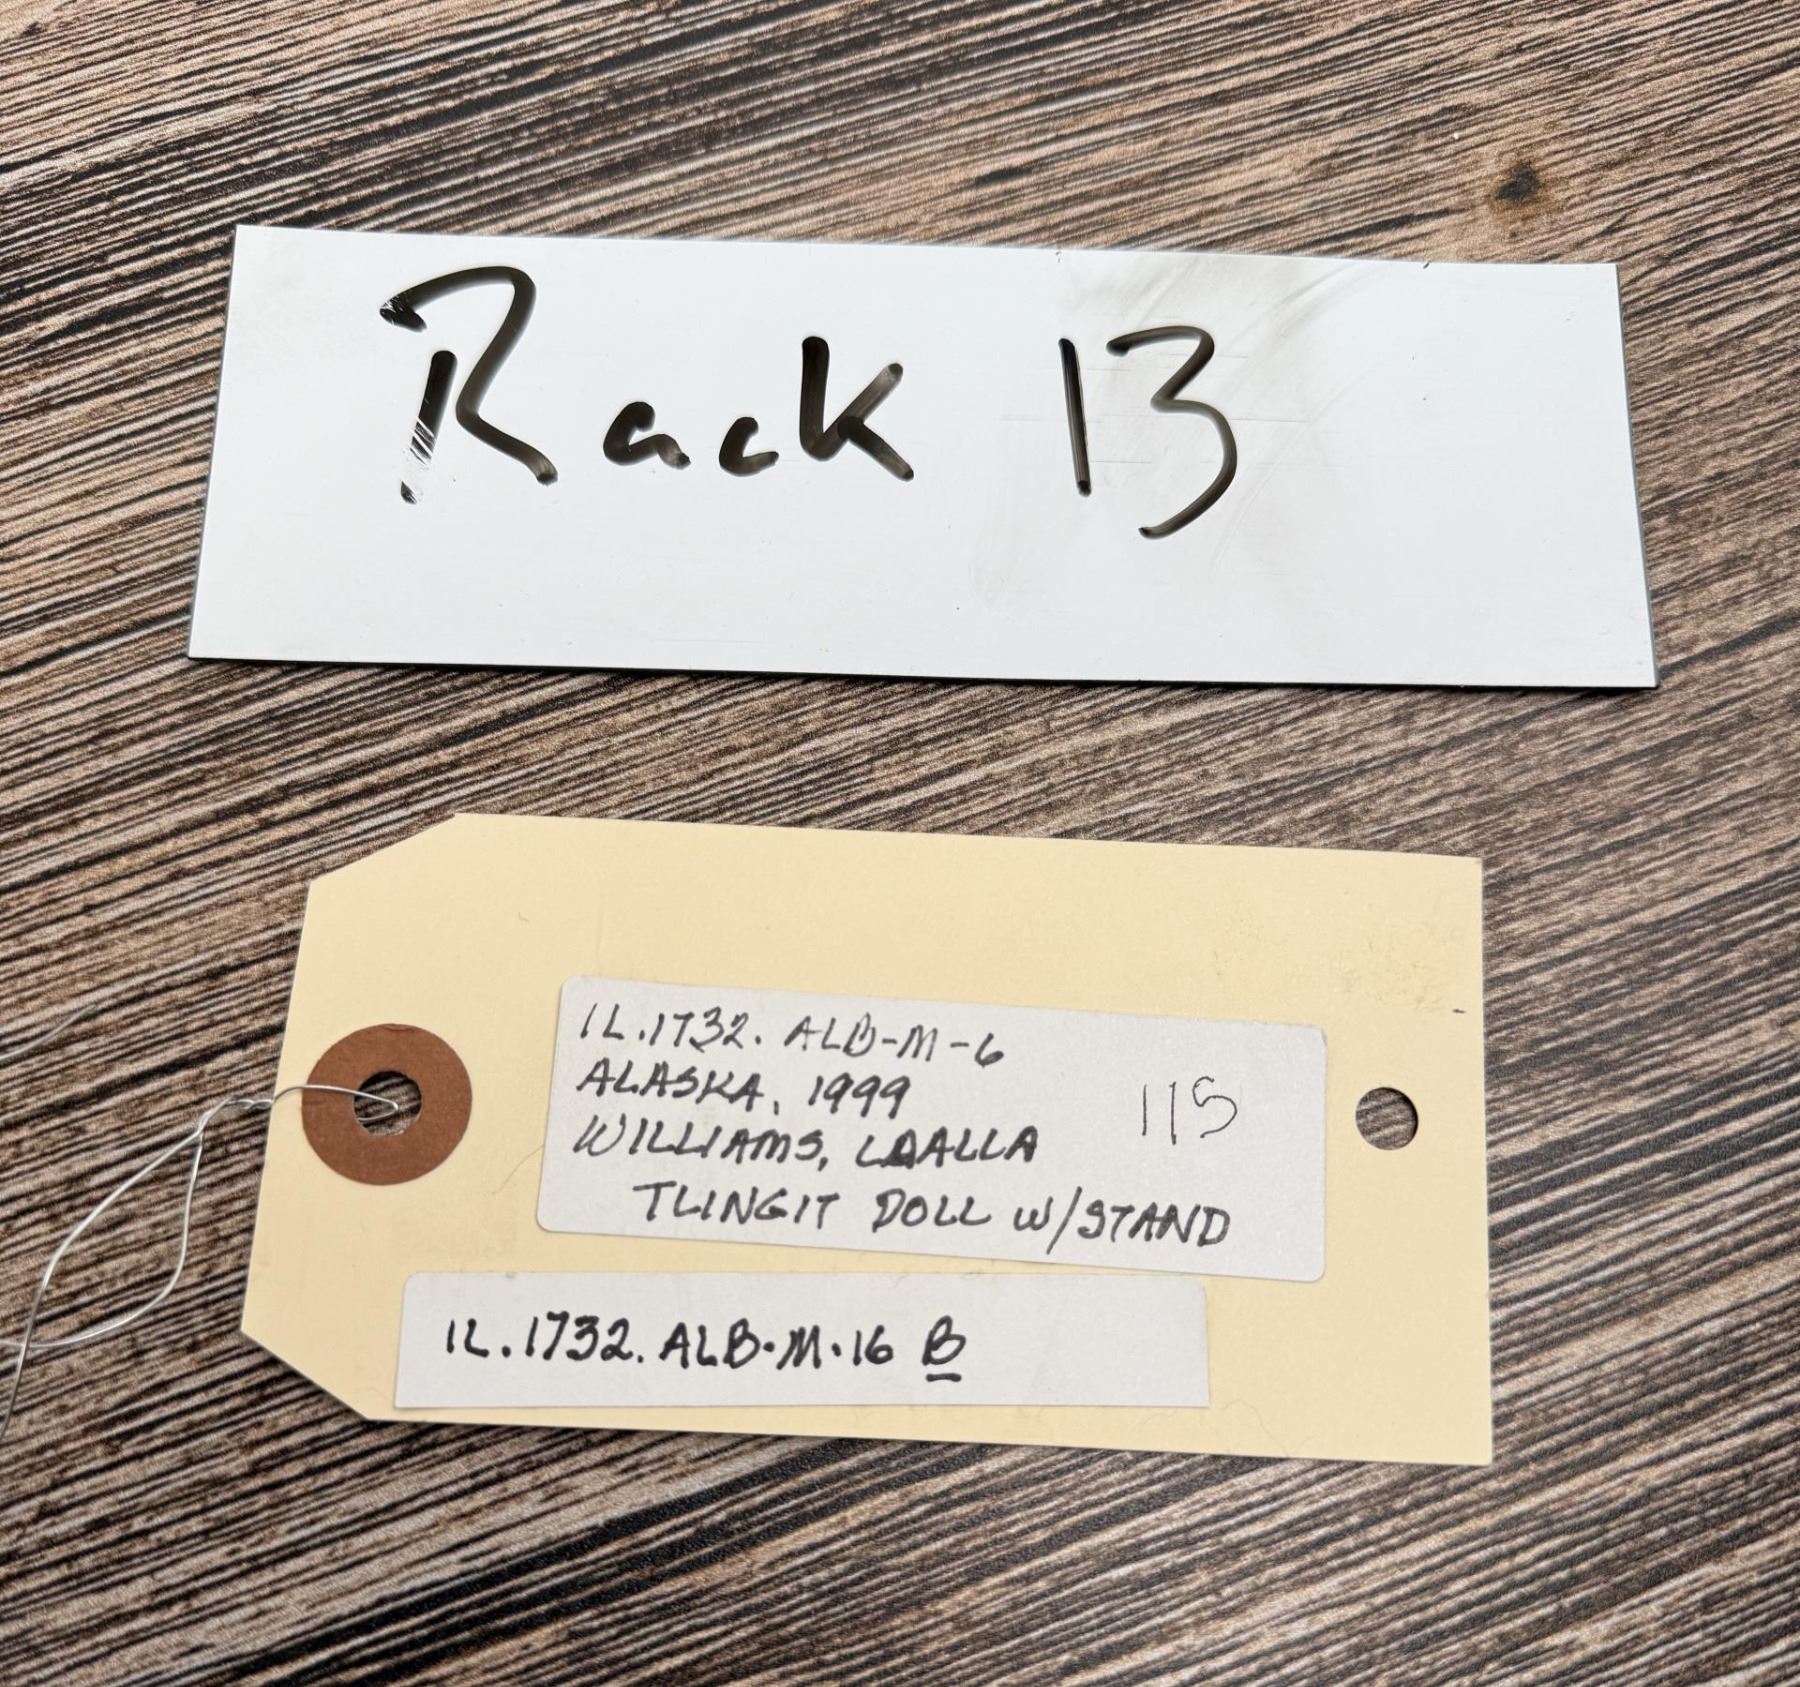 Rack 13
IL.1732. ALB-M-6
ALASKA, 1999
115
WILLIAMS, LAALLA
TLINGIT DOLL W/STAND
IL.1732. ALB.M.16 B